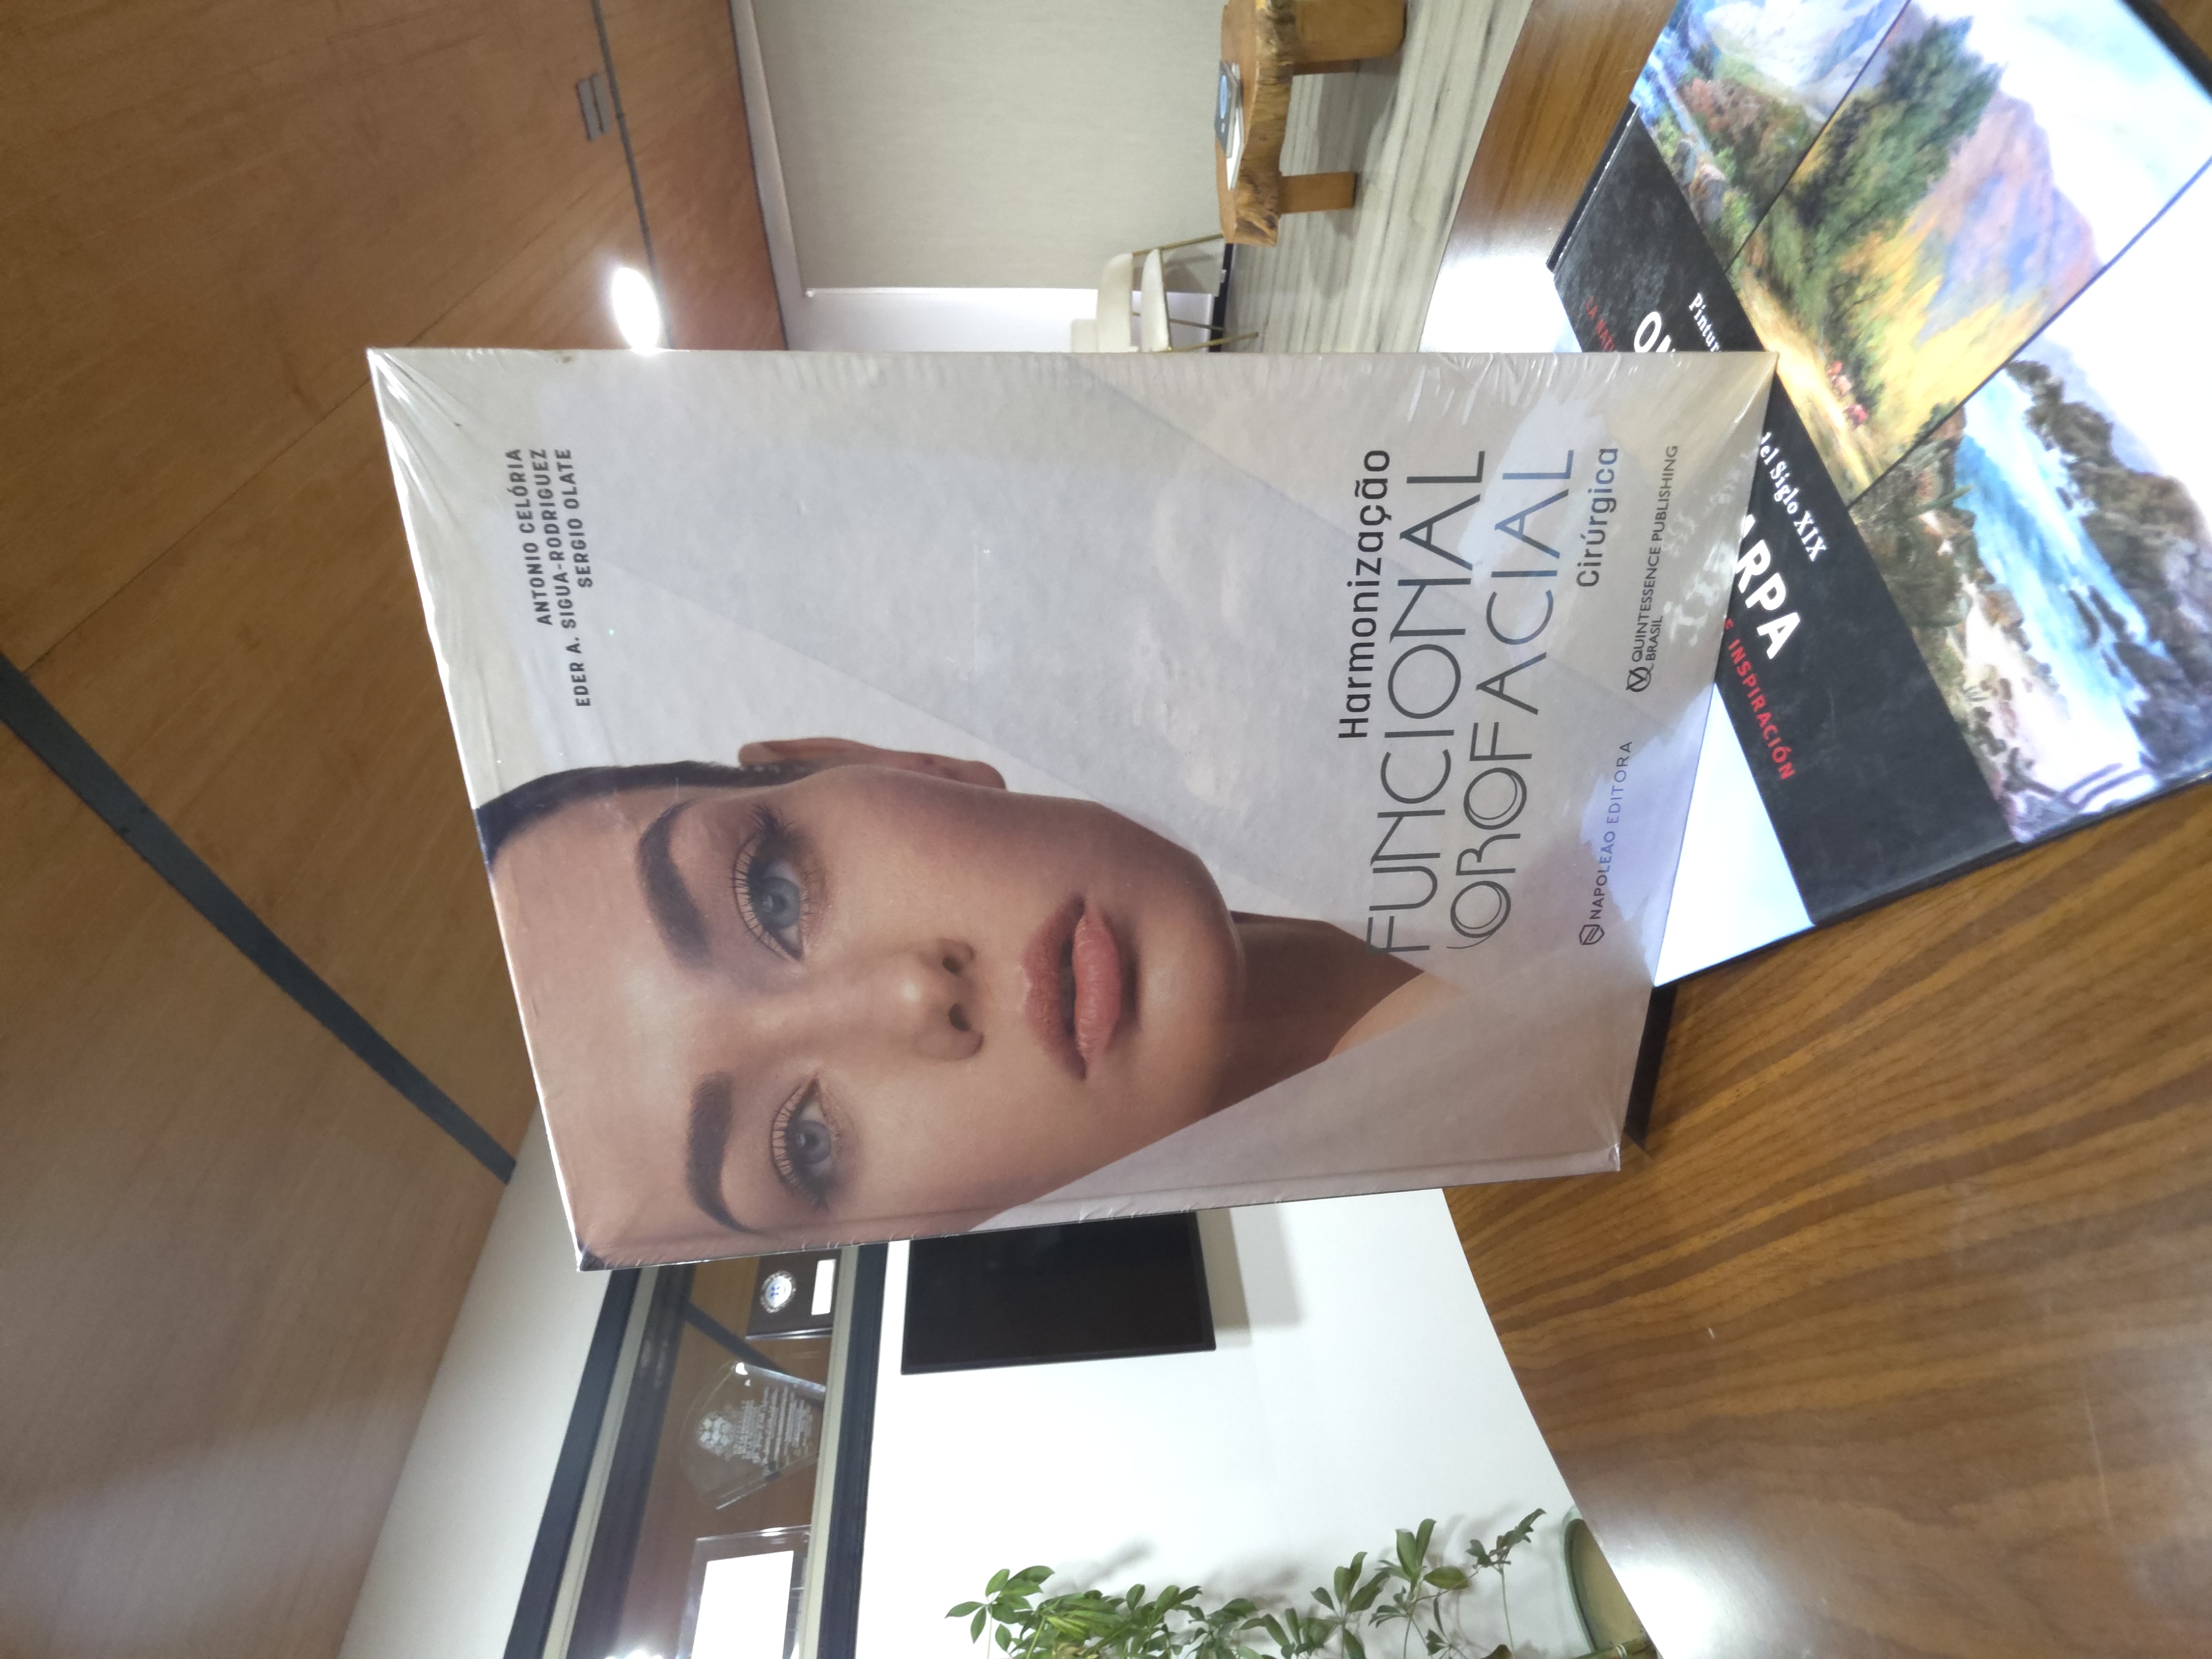 ANTONIO CELÓRIA
EDER A. SIGUA-RODRIGUEZ
SERGIO OLATE
Harmonização
FUNCIONAL
OROFACIAL
Cirúrgica
NAPOLEÃO EDITORA
QUINTESSENCE PUBLISHING
BRASIL
INSPIRACIÓN
del Siglo XIX